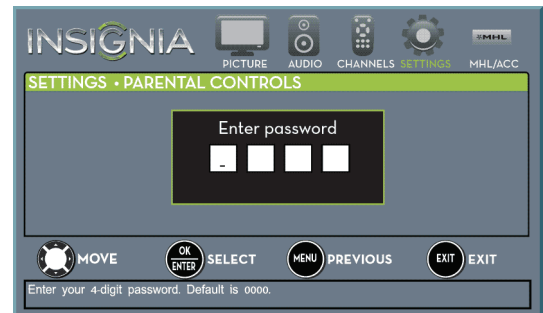 INSIGNIA
PICTURE AUDIO CHANNELS SETTINGS MHL/ACC
MHL
SETTINGS • PARENTAL CONTROLS
Enter password
_
MOVE OK ENTER SELECT MENU PREVIOUS EXIT EXIT
Enter your 4-digit password. Default is 0000.